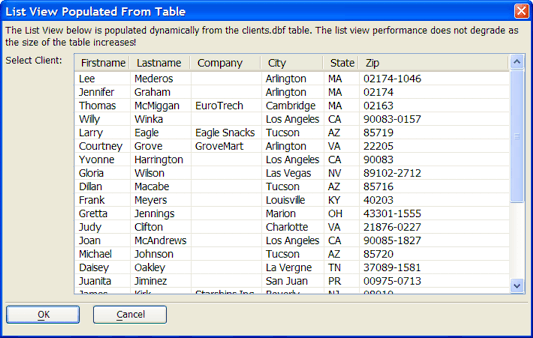 List View Populated From Table
The List View below is populated dynamically from the clients.dbf table. The list view performance does not degrade as
the size of the table increases!
Select Client:
Firstname Lastname Company City State Zip
Lee Mederos Arlington MA 02174-1046
Jennifer Graham Arlington MA 02174
Thomas McMiggan EuroTrech Cambridge MA 02163
Willy Winka Los Angeles CA 90083-0157
Larry Eagle Eagle Snacks Tucson AZ 85719
Courtney Grove GroveMart Arlington VA 22205
Yvonne Harrington Los Angeles CA 90083
Gloria Wilson Las Vegas NV 89102-2712
Dillan Macabe Tucson AZ 85716
Frank Meyers Louisville KY 40203
Gretta Jennings Marion OH 43301-1555
Judy Clifton Charlotte VA 21876-0227
Joan McAndrews Los Angeles CA 90085-1827
Michael Johnson Tucson AZ 85720
Daisey Oakley La Vergne TN 37089-1581
Juanita Jiminez San Juan PR 00975-0713
James Kirk Starships Inc Beverly NJ
OK Cancel